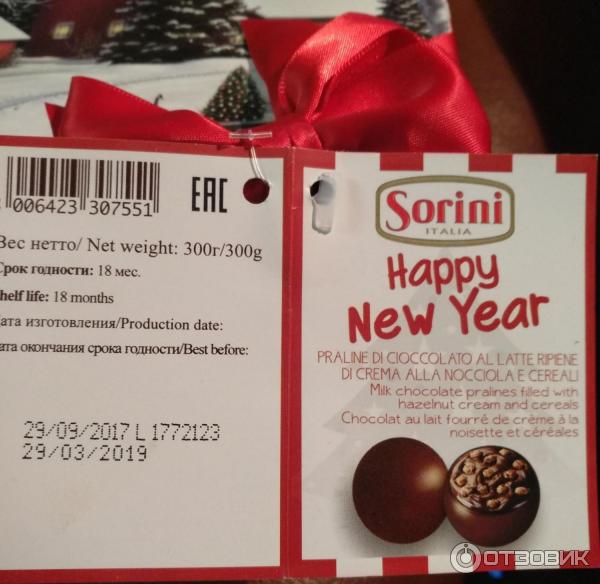 006423 307551
EAC
Вес нетто/ Net weight: 300г/300g
Срок годности: 18 мес.
helf life: 18 months
ата изготовления/Production date:
ата окончания срока годности/Best before:
29/09/2017 L 1772123
29/03/2019
Sorini
ITALIA
Happy
New Year
PRALINE DI CIOCCOLATO AL LATTE RIPIENE
DI CREMA ALLA NOCCIOLA E CEREALI
Milk chocolate pralines filled with
hazelnut cream and cereals
Chocolat au lait fourré de crème à la
noisette et céréales
ОТЗОВИК